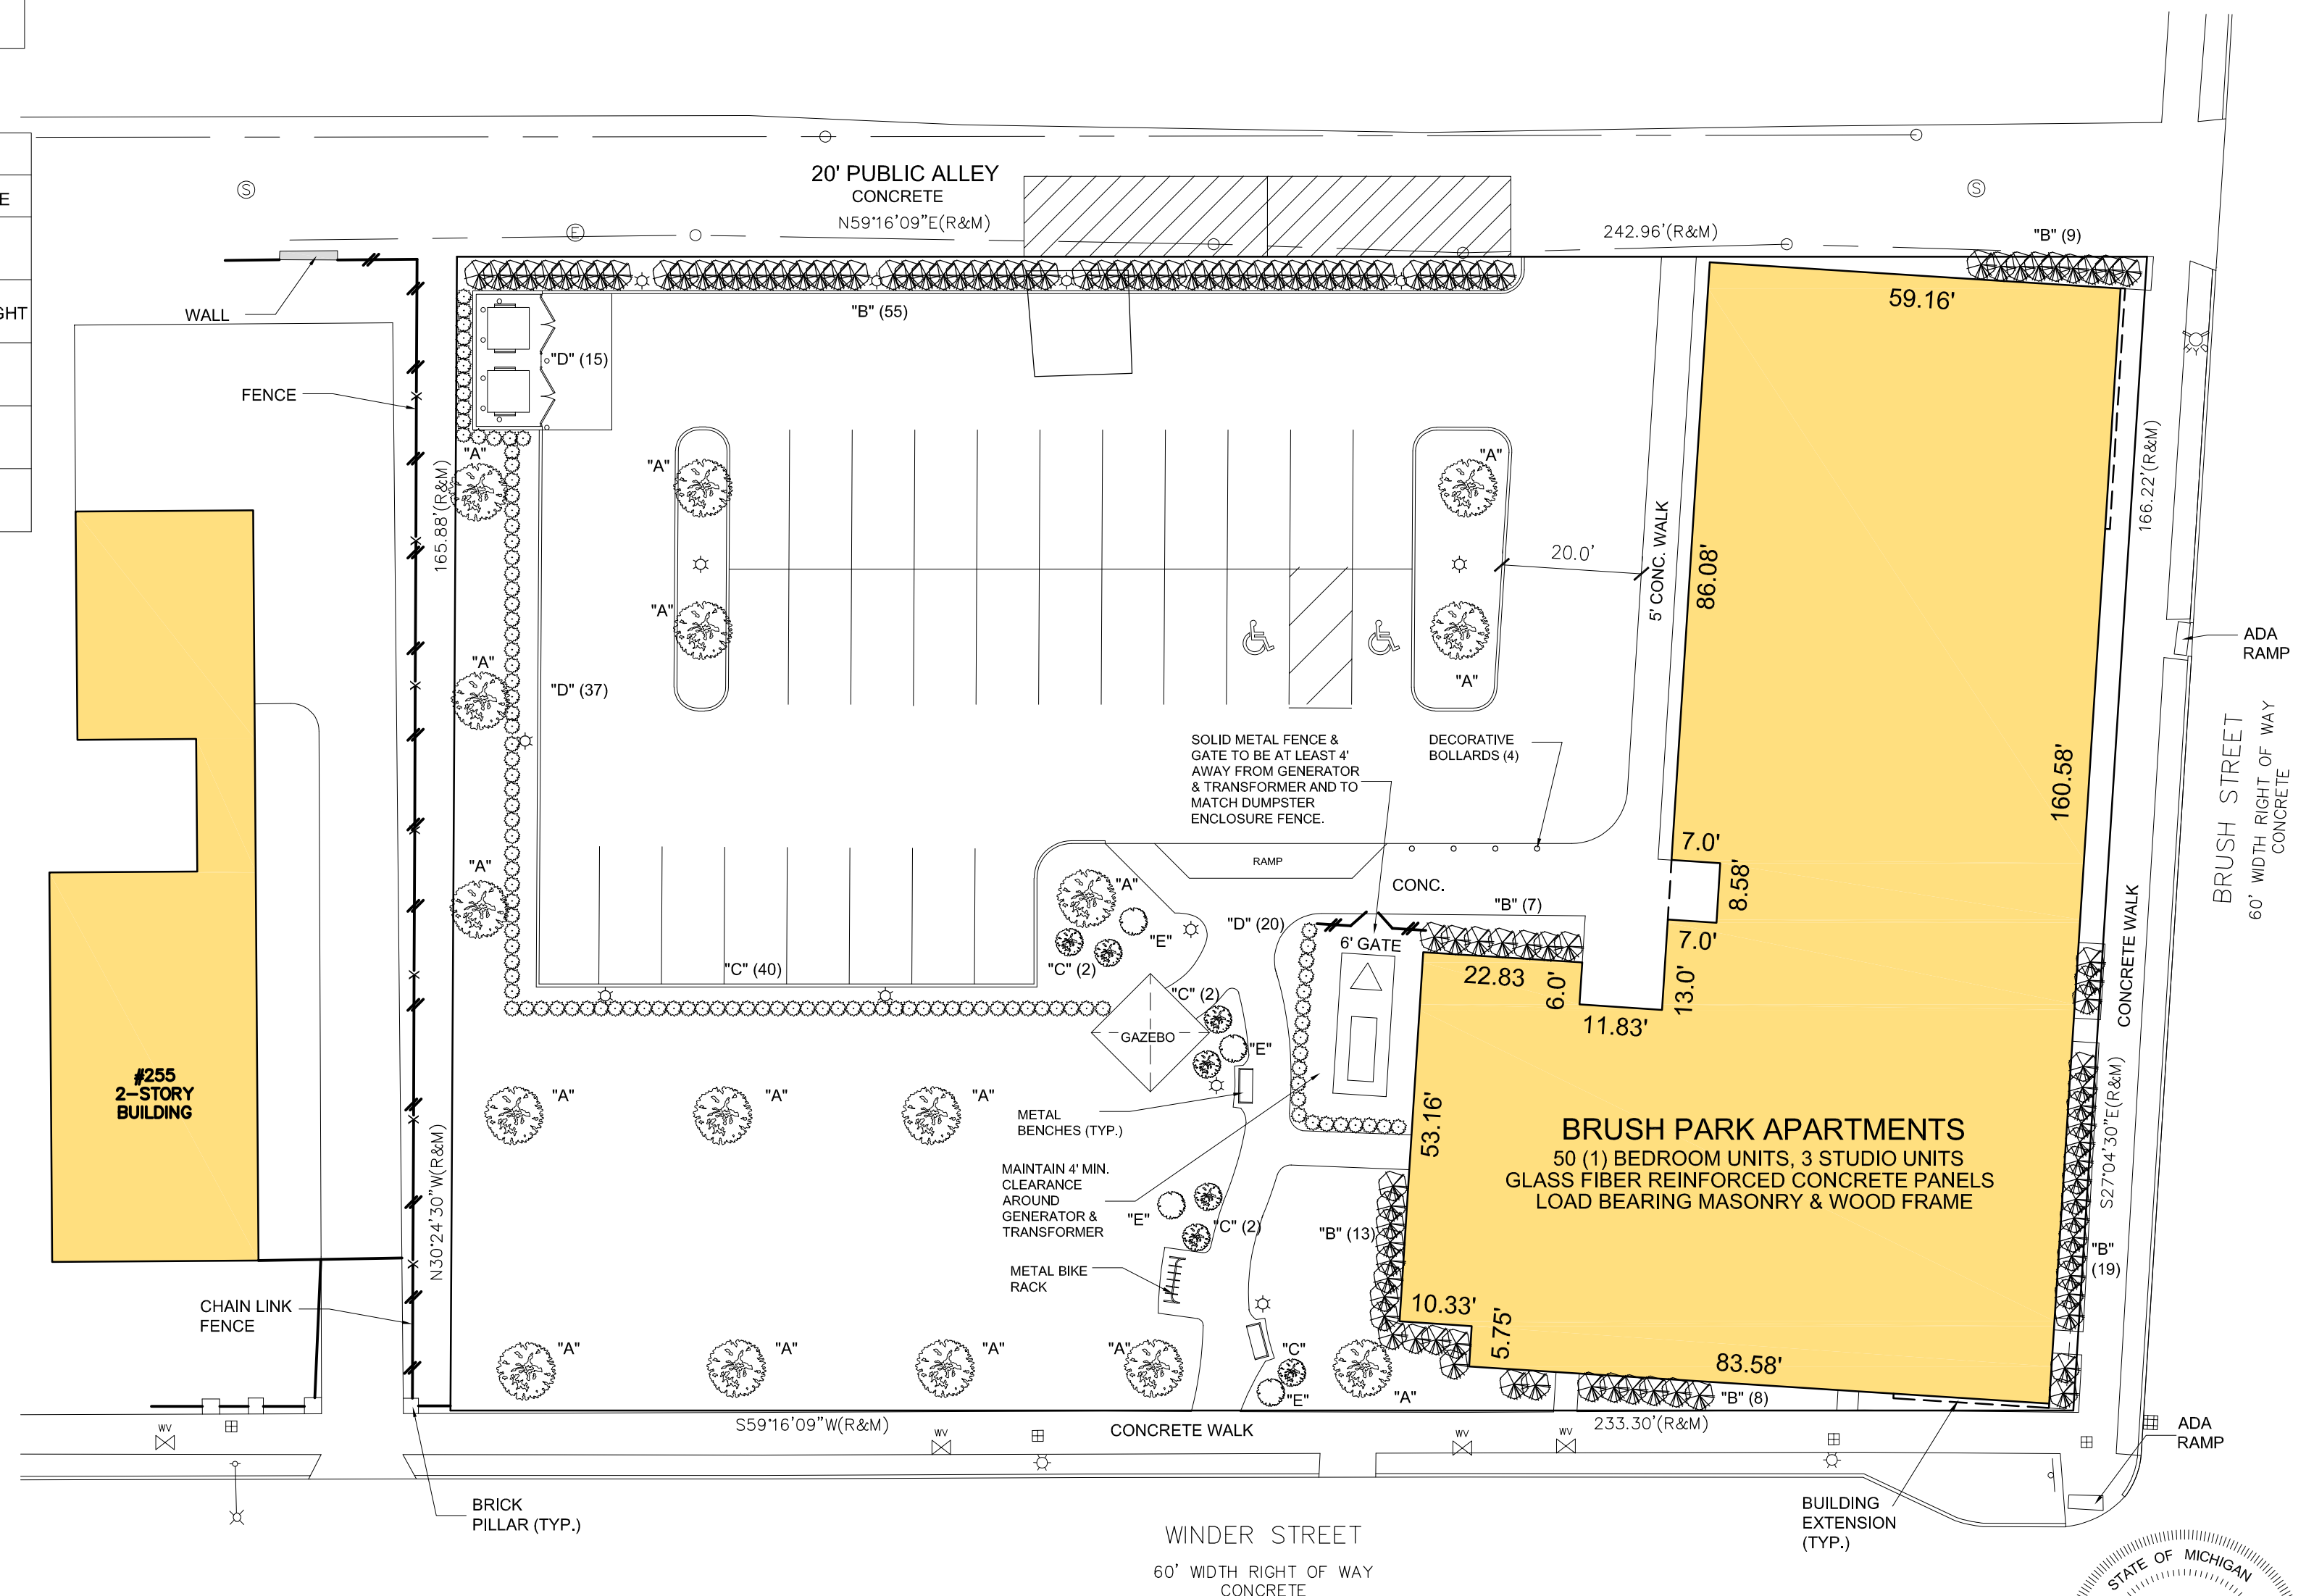 20' PUBLIC ALLEY
CONCRETE
N59°16'09"E(R&M)
242.96'(R&M)
"B" (9)
S
E
S
E
GHT
WALL
FENCE
"B" (55)
59.16'
"D" (15)
"A"
"A"
"A"
165.88'(R&M)
166.22'(R&M)
20.0'
5' CONC. WALK
86.08'
"A"
"A"
"A"
"D" (37)
ADA
RAMP
SOLID METAL FENCE &
GATE TO BE AT LEAST 4'
AWAY FROM GENERATOR
& TRANSFORMER AND TO
MATCH DUMPSTER
ENCLOSURE FENCE.
DECORATIVE
BOLLARDS (4)
160.58'
BRUSH STREET
60' WIDTH RIGHT OF WAY
CONCRETE
"A"
RAMP
CONC.
7.0'
8.58'
7.0'
"A"
"E"
"C" (2)
"C" (40)
"D" (20)
"B" (7)
6' GATE
22.83
6.0'
13.0'
11.83'
CONCRETE WALK
"C" (2)
GAZEBO
"E"
#255
2-STORY
BUILDING
"A"
"A"
"A"
METAL
BENCHES (TYP.)
53.16'
BRUSH PARK APARTMENTS
50 (1) BEDROOM UNITS, 3 STUDIO UNITS
GLASS FIBER REINFORCED CONCRETE PANELS
LOAD BEARING MASONRY & WOOD FRAME
S27°04'30"E(R&M)
N30°24'30"W(R&M)
MAINTAIN 4' MIN.
CLEARANCE
AROUND
GENERATOR &
TRANSFORMER
"E"
"C" (2)
"B" (13)
"B"
(19)
METAL BIKE
RACK
CHAIN LINK
FENCE
10.33'
5.75'
"A"
"A"
"A"
"A"
"C"
"E"
"A"
83.58'
"B" (8)
S59°16'09"W(R&M)
CONCRETE WALK
233.30'(R&M)
WV
WV
WV
WV
ADA
RAMP
BRICK
PILLAR (TYP.)
BUILDING
EXTENSION
(TYP.)
WINDER STREET
60' WIDTH RIGHT OF WAY
CONCRETE
STATE OF MICHIGAN